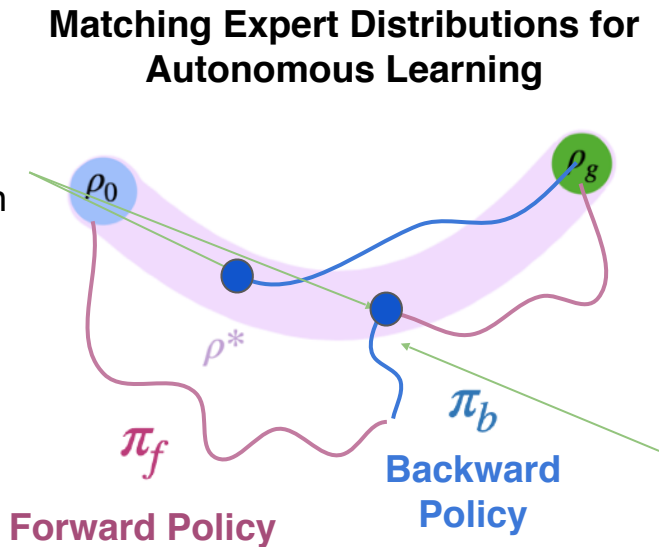 Matching Expert Distributions for
Autonomous Learning
ρ₀
ρg
n
ρ*
πf
πb
Backward
Policy
Forward Policy